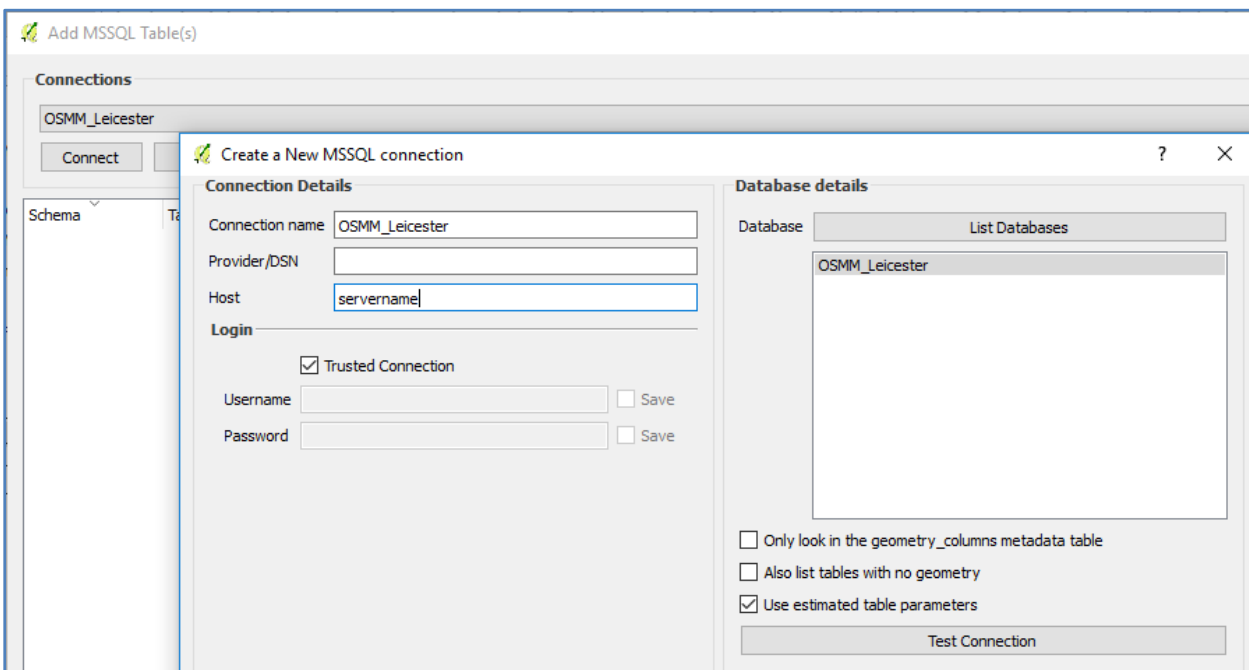 Add MSSQL Table(s)
Connections
OSMM_Leicester
Connect
Schema
Create a New MSSQL connection
?
Connection Details
Connection name OSMM_Leicester
Provider/DSN
Host servername
Login
Trusted Connection
Username Save
Password Save
Database details
Database List Databases
OSMM_Leicester
Only look in the geometry_columns metadata table
Also list tables with no geometry
Use estimated table parameters
Test Connection